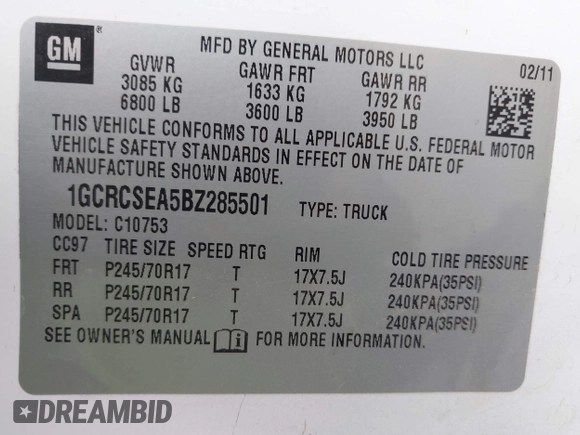 GM ®
MFD BY GENERAL MOTORS LLC
GVWR GAWR FRT GAWR RR 02/11
3085 KG 1633 KG 1792 KG
6800 LB 3600 LB 3950 LB
THIS VEHICLE CONFORMS TO ALL APPLICABLE U.S. FEDERAL MOTOR
VEHICLE SAFETY STANDARDS IN EFFECT ON THE DATE OF
MANUFACTURE SHOWN ABOVE.
1GCRCSEA5BZ285501 TYPE: TRUCK
MODEL: C10753
CC97 TIRE SIZE SPEED RTG RIM COLD TIRE PRESSURE
FRT P245/70R17 T 17X7.5J 240KPA(35PSI)
RR P245/70R17 T 17X7.5J 240KPA(35PSI)
SPA P245/70R17 T 17X7.5J 240KPA(35PSI)
SEE OWNER'S MANUAL i FOR MORE INFORMATION.
DREAMBID